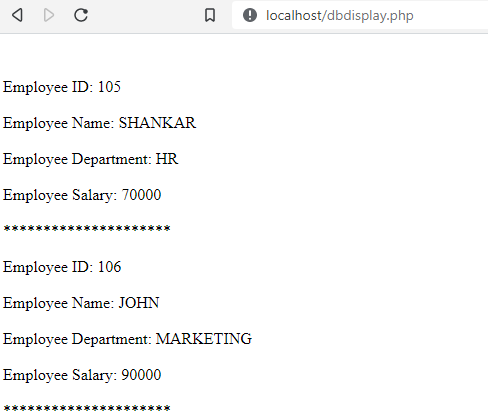 localhost/dbdisplay.php
Employee ID: 105
Employee Name: SHANKAR
Employee Department: HR
Employee Salary: 70000
*********************
Employee ID: 106
Employee Name: JOHN
Employee Department: MARKETING
Employee Salary: 90000
*********************